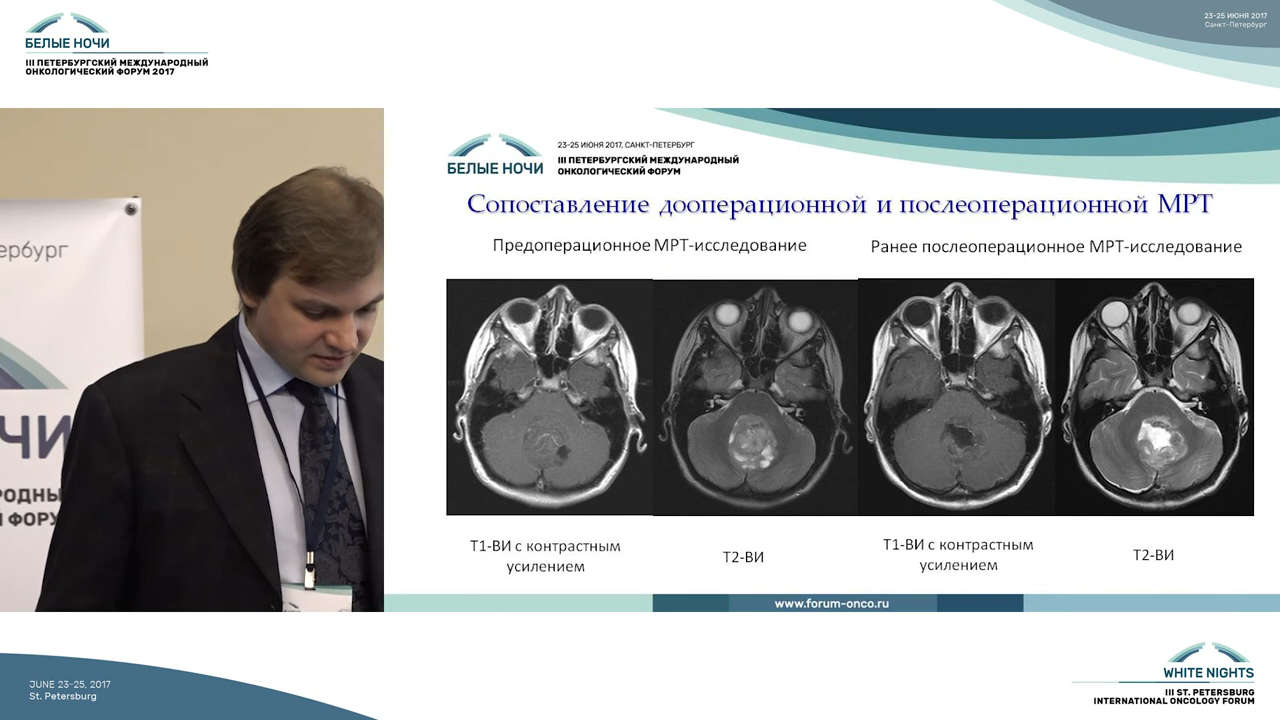 БЕЛЫЕ НОЧИ
III ПЕТЕРБУРГСКИЙ МЕЖДУНАРОДНЫЙ
ОНКОЛОГИЧЕСКИЙ ФОРУМ 2017
23-25 ИЮНЯ 2017
Санкт-Петербург
ербург
ЧИ
РОДНЫ
Й ФОРУ
БЕЛЫЕ НОЧИ
23-25 ИЮНЯ 2017, САНКТ-ПЕТЕРБУРГ
III ПЕТЕРБУРГСКИЙ МЕЖДУНАРОДНЫЙ
ОНКОЛОГИЧЕСКИЙ ФОРУМ
Сопоставление дооперационной и послеоперационной МРТ
Предоперационное МРТ-исследование
Ранее послеоперационное МРТ-исследование
Т1-ВИ с контрастным
усилением
Т2-ВИ
Т1-ВИ с контрастным
усилением
Т2-ВИ
www.forum-onco.ru
JUNE 23-25, 2017
St. Petersburg
WHITE NIGHTS
III ST. PETERSBURG
INTERNATIONAL ONCOLOGY FORUM